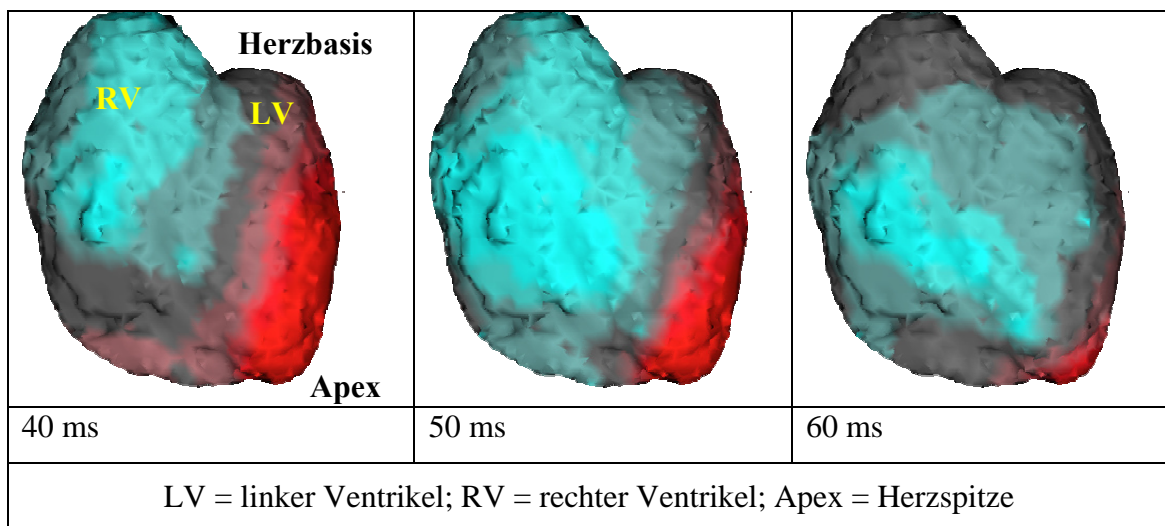 Herzbasis
RV
LV
Apex
40 ms
50 ms
60 ms
LV = linker Ventrikel; RV = rechter Ventrikel; Apex = Herzspitze